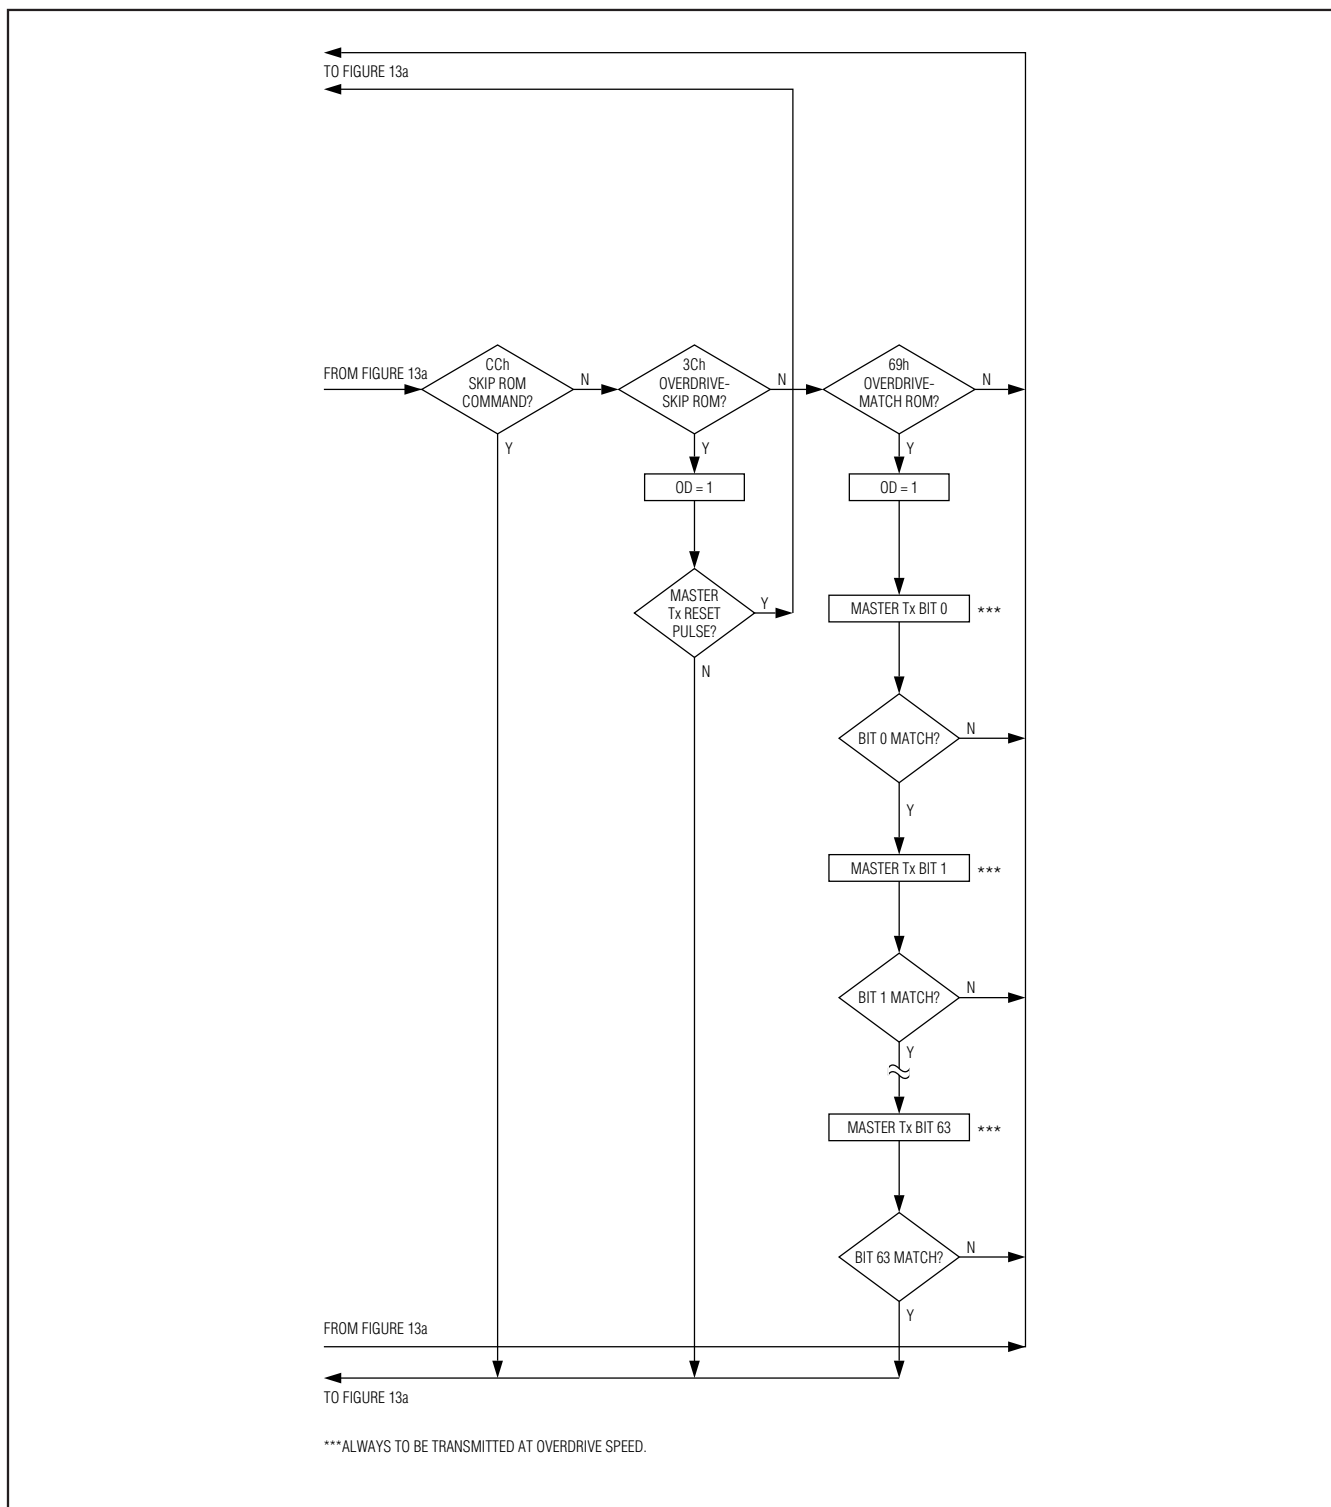 TO FIGURE 13a
FROM FIGURE 13a
CCh
SKIP ROM
COMMAND?
N
Y
3Ch
OVERDRIVE-
SKIP ROM?
N
Y
69h
OVERDRIVE-
MATCH ROM?
N
Y
OD = 1
OD = 1
MASTER
Tx RESET
PULSE?
Y
N
MASTER Tx BIT 0
***
BIT 0 MATCH?
N
Y
MASTER Tx BIT 1
***
BIT 1 MATCH?
N
Y
MASTER Tx BIT 63
***
BIT 63 MATCH?
N
Y
FROM FIGURE 13a
TO FIGURE 13a
***ALWAYS TO BE TRANSMITTED AT OVERDRIVE SPEED.